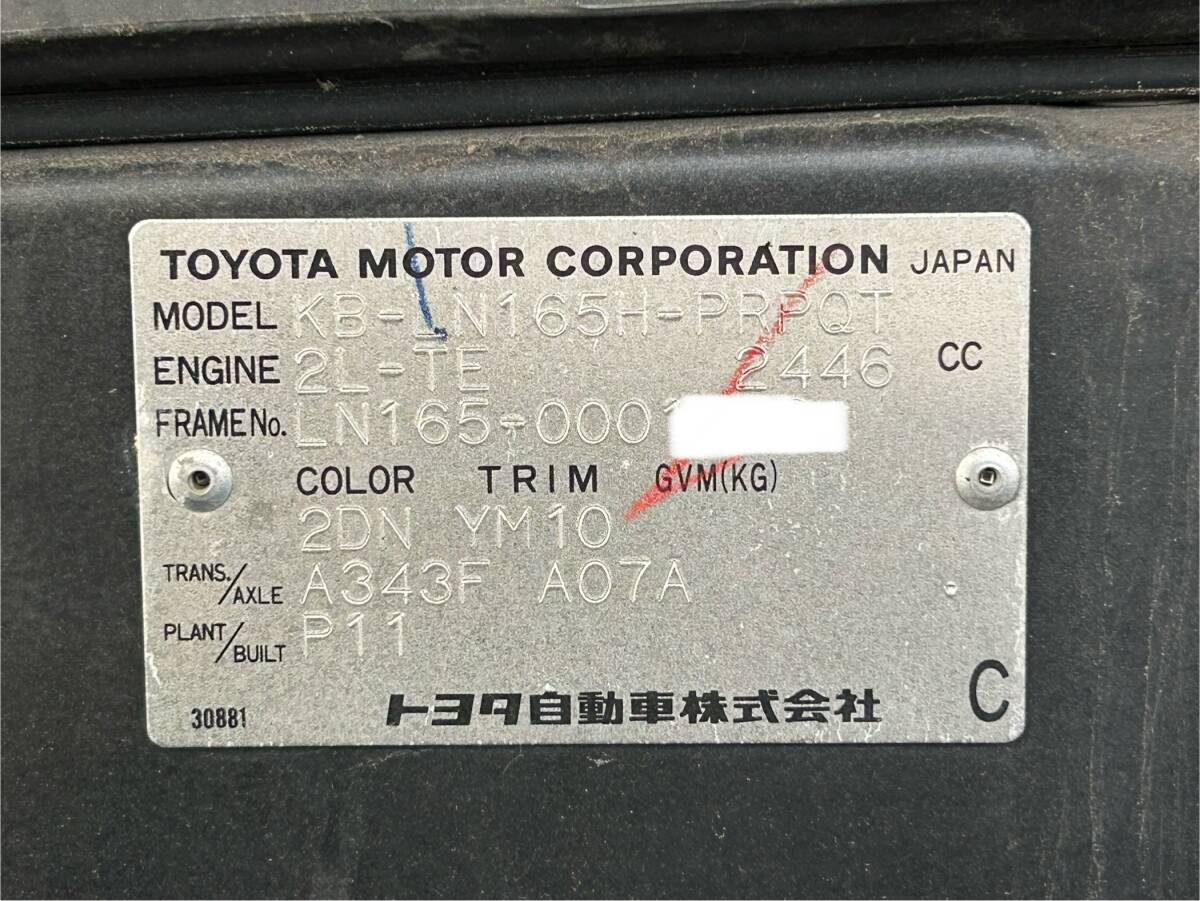 TOYOTA MOTOR CORPORATION JAPAN
MODEL KB-LN165H-PRPQT
ENGINE 2L-TE 2446 CC
FRAME No. LN165-0001
COLOR TRIM GVM(KG)
2DN YM10
TRANS./AXLE A343F A07A
PLANT/BUILT P11
30881 トヨタ自動車株式会社 C